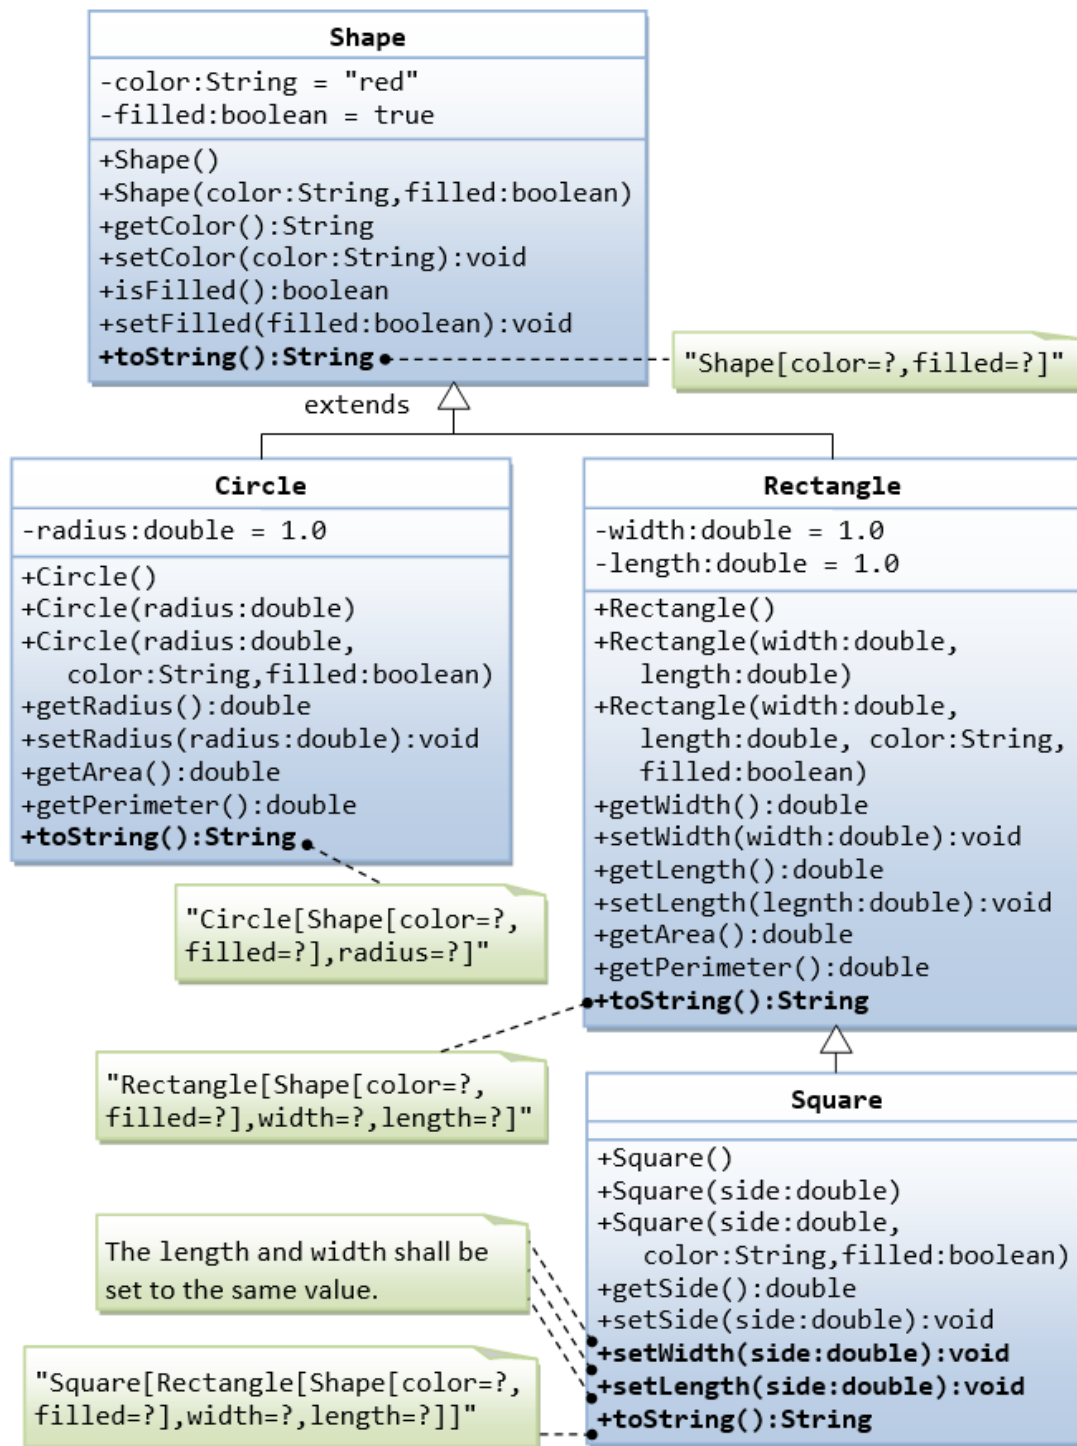 Shape
-color:String = "red"
-filled:boolean = true
+Shape()
+Shape(color:String,filled:boolean)
+getColor():String
+setColor(color:String):void
+isFilled():boolean
+setFilled(filled:boolean):void
+toString():String
"Shape[color=?,filled=?]"
extends
Circle
-radius:double = 1.0
+Circle()
+Circle(radius:double)
+Circle(radius:double,
color:String,filled:boolean)
+getRadius():double
+setRadius(radius:double):void
+getArea():double
+getPerimeter():double
+toString():String
"Circle[Shape[color=?,
filled=?],radius=?]"
Rectangle
-width:double = 1.0
-length:double = 1.0
+Rectangle()
+Rectangle(width:double,
length:double)
+Rectangle(width:double,
length:double, color:String,
filled:boolean)
+getWidth():double
+setWidth(width:double):void
+getLength():double
+setLength(legnth:double):void
+getArea():double
+getPerimeter():double
+toString():String
"Rectangle[Shape[color=?,
filled=?],width=?,length=?]"
Square
+Square()
+Square(side:double)
+Square(side:double,
color:String,filled:boolean)
+getSide():double
+setSide(side:double):void
+setWidth(side:double):void
+setLength(side:double):void
+toString():String
The length and width shall be
set to the same value.
"Square[Rectangle[Shape[color=?,
filled=?],width=?,length=?]]"